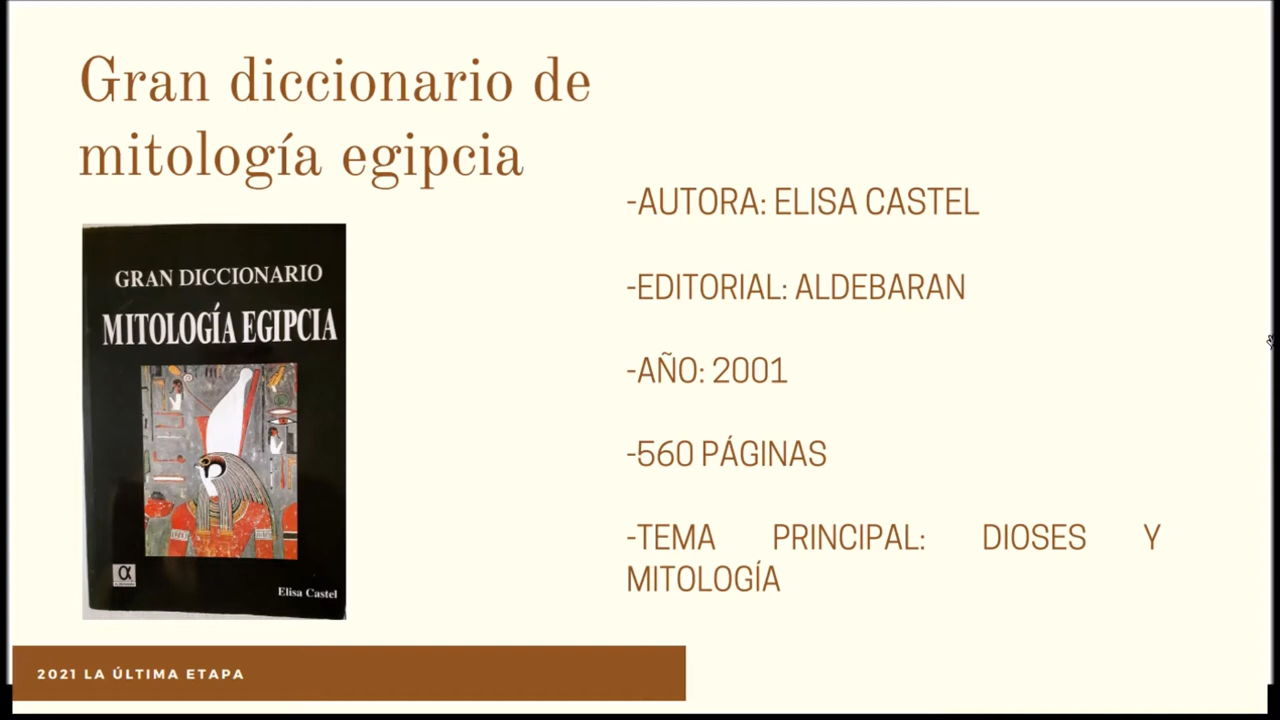 Gran diccionario de
mitología egipcia
GRAN DICCIONARIO
MITOLOGÍA EGIPCIA
α
Elisa Castel
-AUTORA: ELISA CASTEL
-EDITORIAL: ALDEBARAN
-AÑO: 2001
-560 PÁGINAS
-TEMA PRINCIPAL: DIOSES Y
MITOLOGÍA
2021 LA ÚLTIMA ETAPA